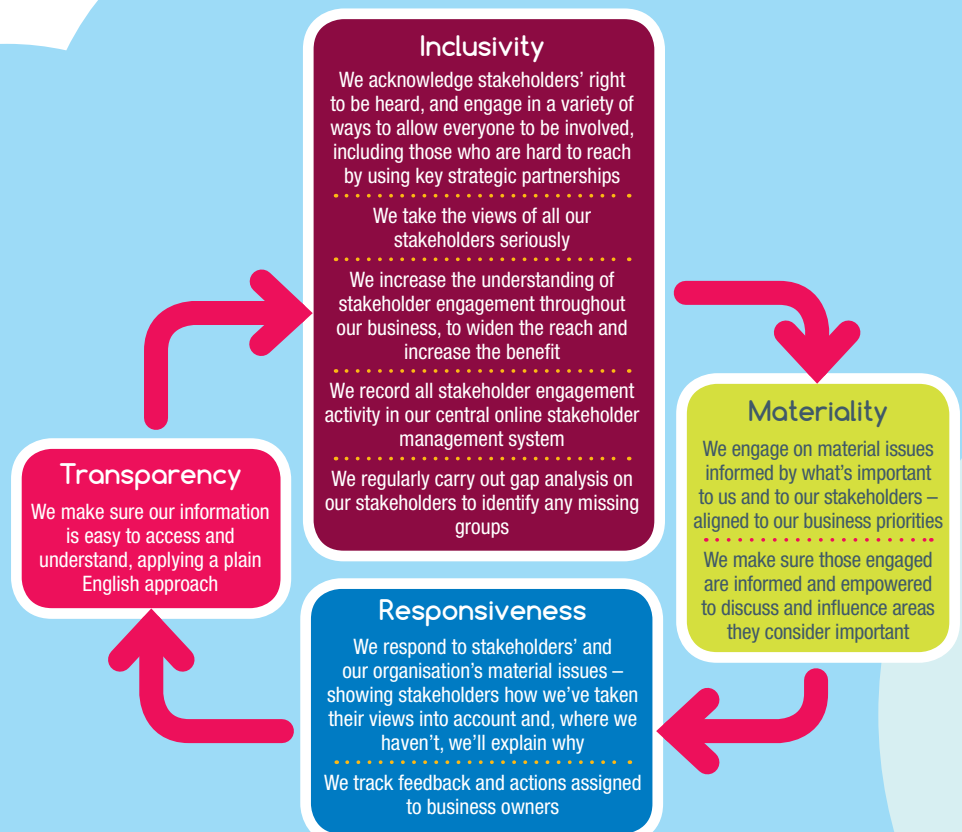 Inclusivity
We acknowledge stakeholders’ right
to be heard, and engage in a variety of
ways to allow everyone to be involved,
including those who are hard to reach
by using key strategic partnerships
We take the views of all our
stakeholders seriously
We increase the understanding of
stakeholder engagement throughout
our business, to widen the reach and
increase the benefit
We record all stakeholder engagement
activity in our central online stakeholder
management system
We regularly carry out gap analysis on
our stakeholders to identify any missing
groups
Materiality
We engage on material issues
informed by what’s important
to us and to our stakeholders –
aligned to our business priorities
We make sure those engaged
are informed and empowered
to discuss and influence areas
they consider important
Responsiveness
We respond to stakeholders’ and
our organisation’s material issues –
showing stakeholders how we’ve taken
their views into account and, where we
haven’t, we’ll explain why
We track feedback and actions assigned
to business owners
Transparency
We make sure our information
is easy to access and
understand, applying a plain
English approach